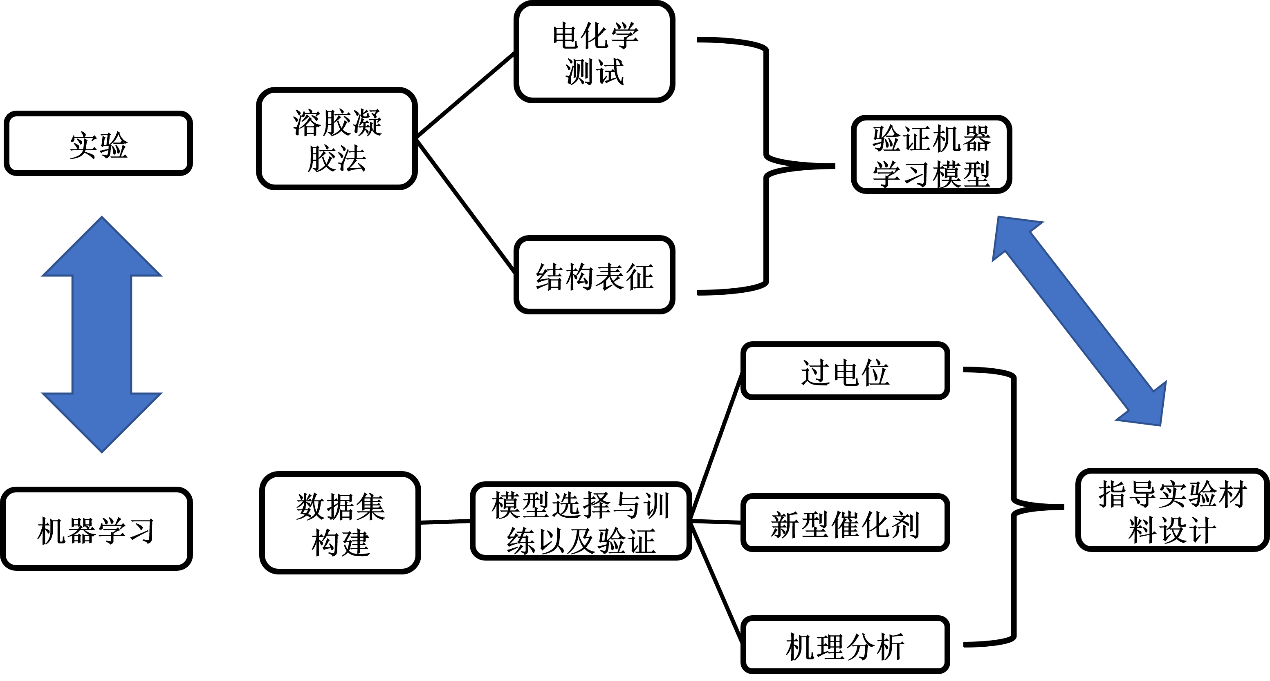 实验
溶胶凝
胶法
电化学
测试
结构表征
验证机器
学习模型
机器学习
数据集
构建
模型选择与训
练以及验证
过电位
新型催化剂
机理分析
指导实验材
料设计